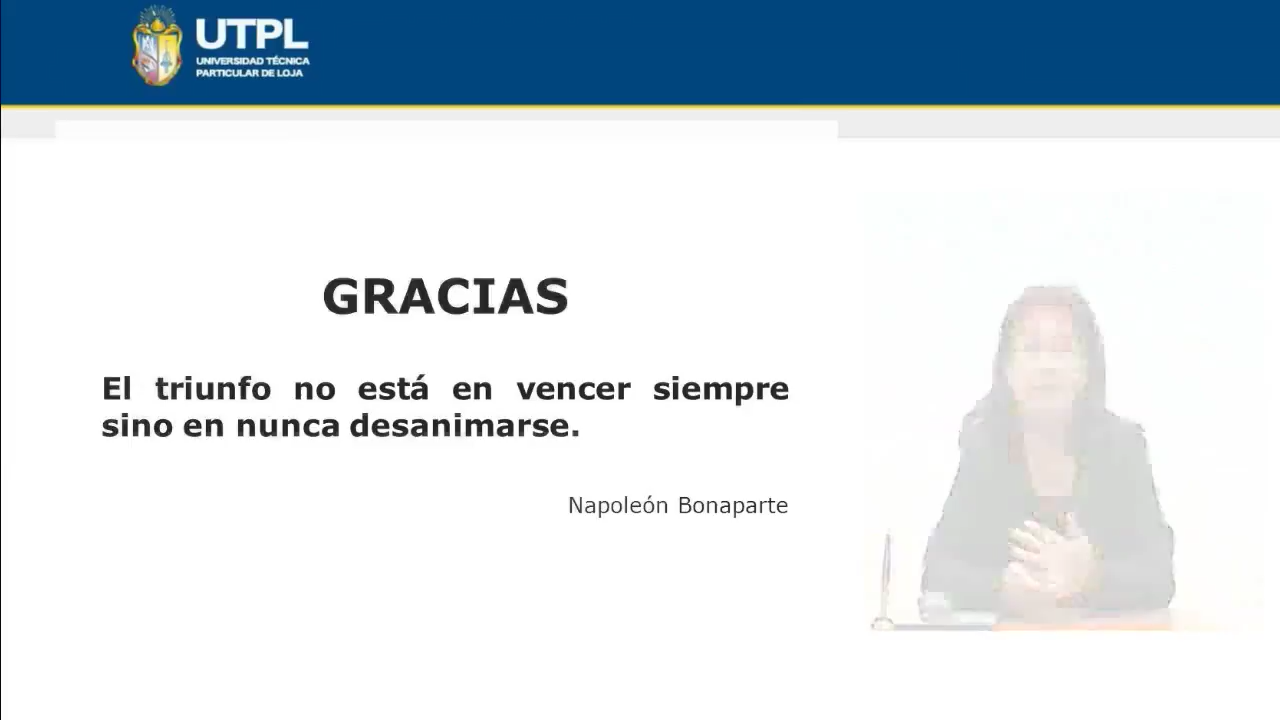 UTPL
UNIVERSIDAD TÉCNICA
PARTICULAR DE LOJA
GRACIAS
El triunfo no está en vencer siempre
sino en nunca desanimarse.
Napoleón Bonaparte